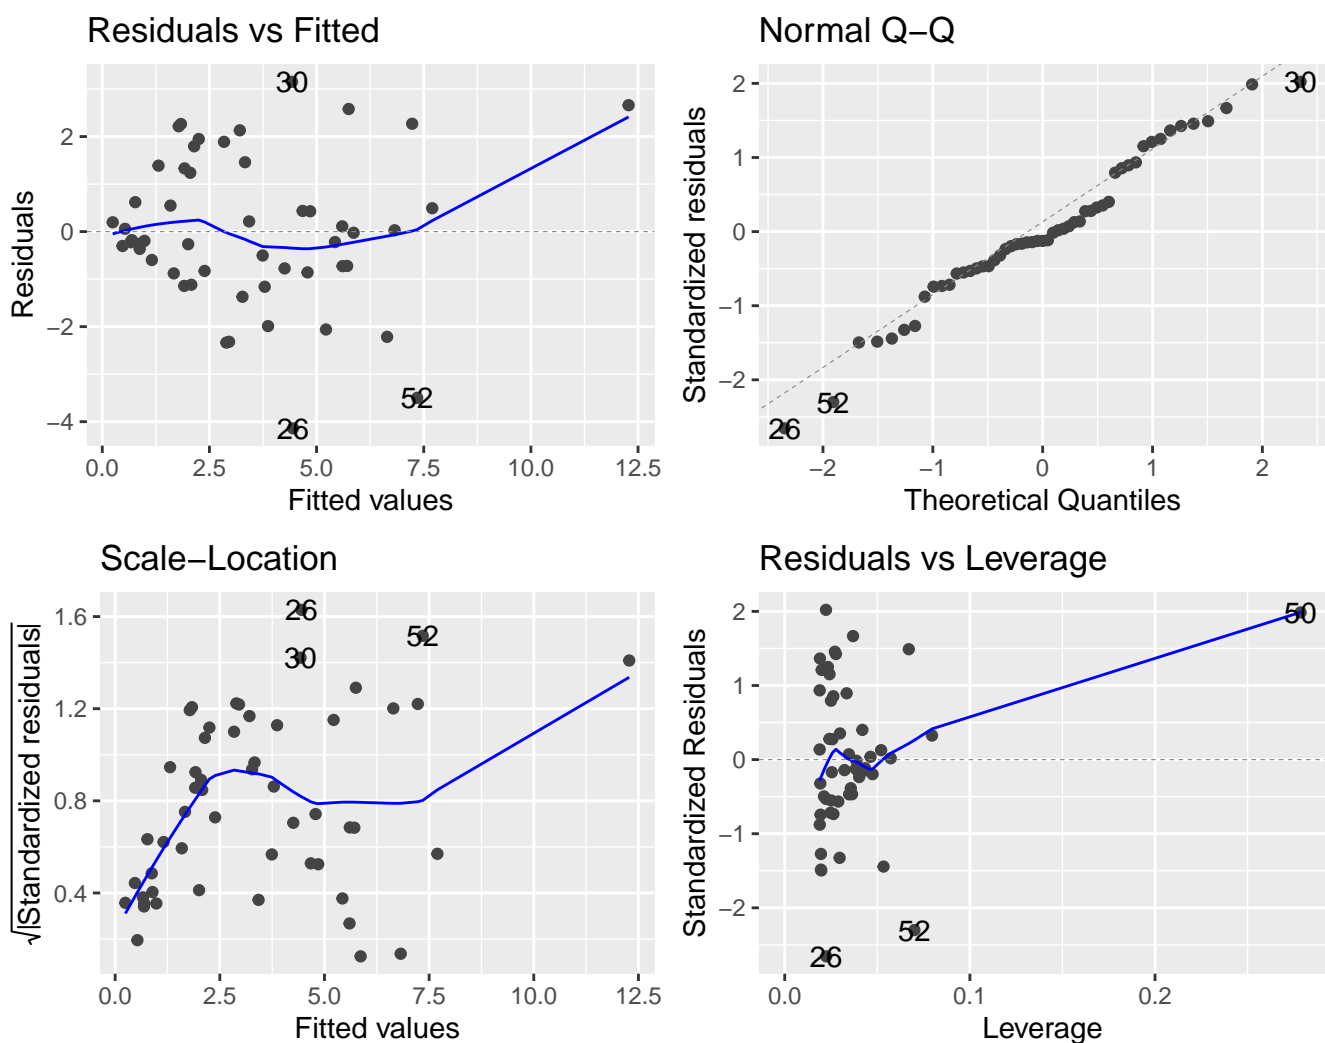 Residuals vs Fitted
Residuals
2
0
−2
−4
30
52
26
0.0 2.5 5.0 7.5 10.0 12.5
Fitted values
Normal Q−Q
Standardized residuals
2
1
0
−1
−2
30
52
26
−2 −1 0 1 2
Theoretical Quantiles
Scale−Location
√|Standardized residuals|
1.6
1.2
0.8
0.4
26
52
30
0.0 2.5 5.0 7.5 10.0 12.5
Fitted values
Residuals vs Leverage
Standardized Residuals
2
1
0
−1
−2
50
52
26
0.0 0.1 0.2
Leverage